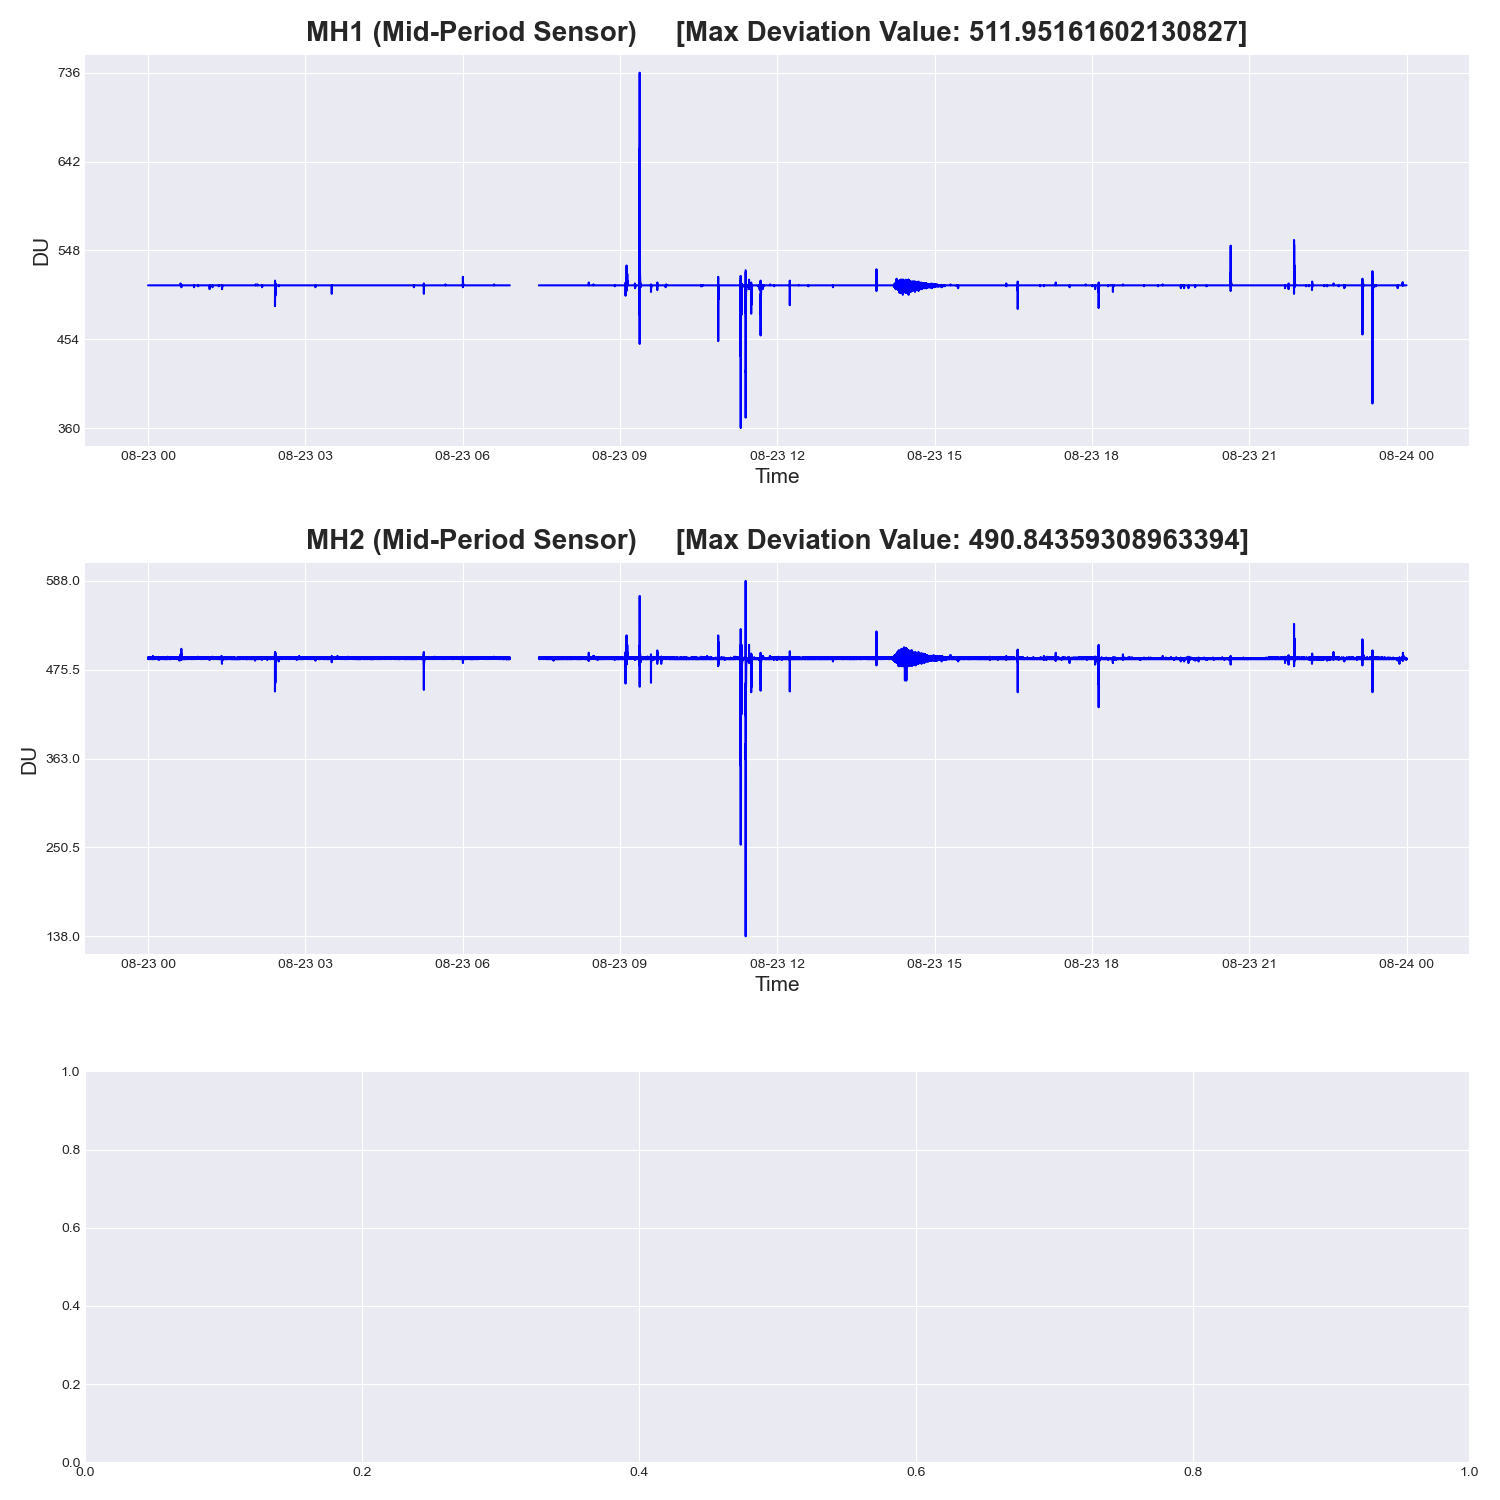 MH1 (Mid-Period Sensor) [Max Deviation Value: 511.95161602130827]
736
642
548
454
360
DU
08-23 00 08-23 03 08-23 06 08-23 09 08-23 12 08-23 15 08-23 18 08-23 21 08-24 00
Time
MH2 (Mid-Period Sensor) [Max Deviation Value: 490.84359308963394]
588.0
475.5
363.0
250.5
138.0
DU
08-23 00 08-23 03 08-23 06 08-23 09 08-23 12 08-23 15 08-23 18 08-23 21 08-24 00
Time
1.0
0.8
0.6
0.4
0.2
0.0
0.0 0.2 0.4 0.6 0.8 1.0